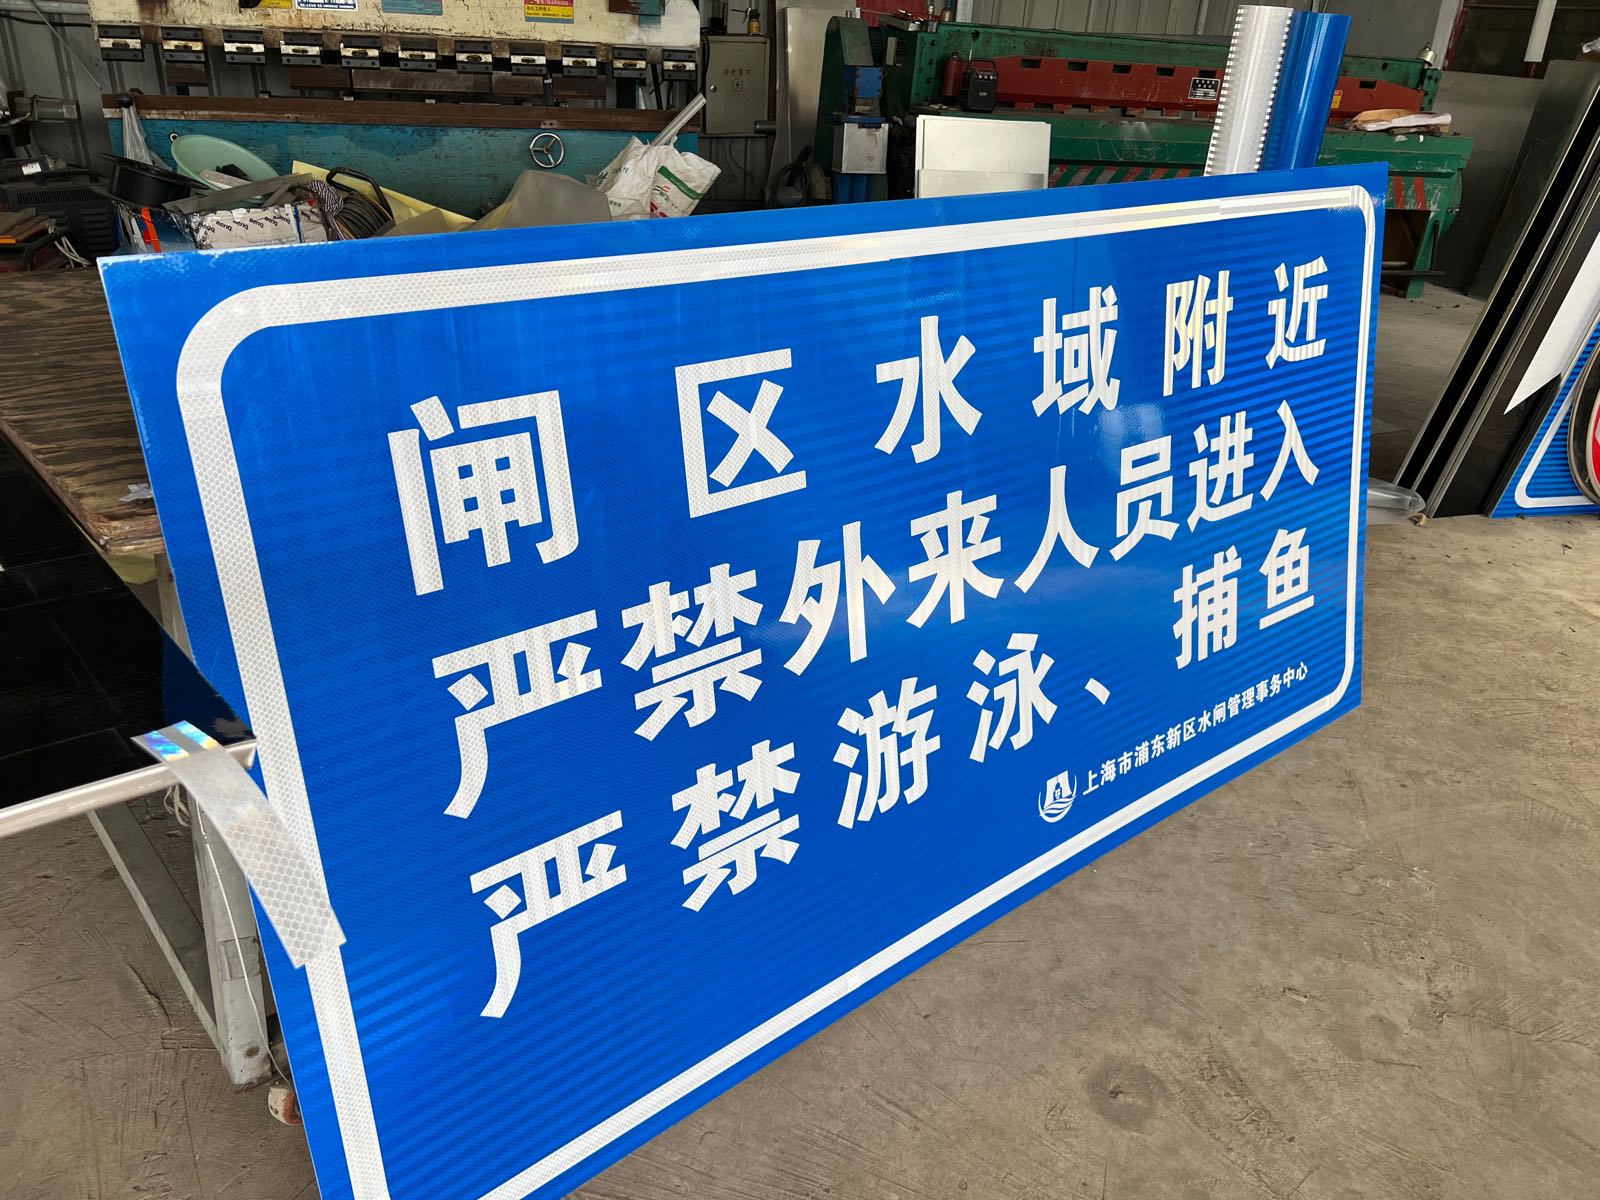 闸区水域附近
严禁外来人员进入
严禁游泳、捕鱼
上海市浦东新区水闸管理事务中心